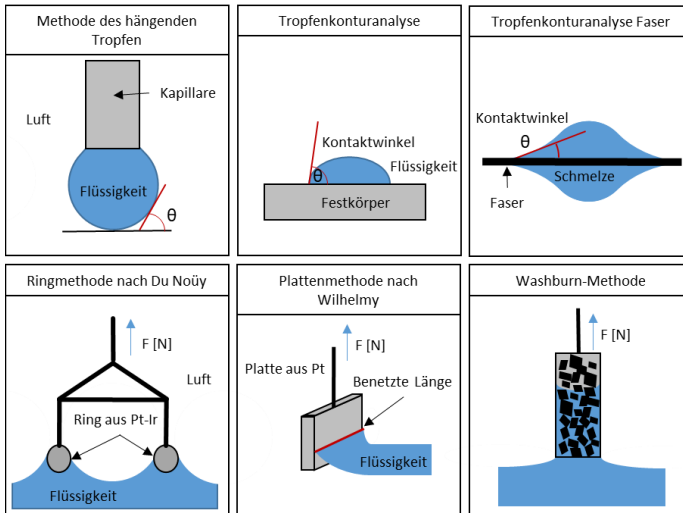 Methode des hängenden
Tropfen
Kapillare
Luft
Flüssigkeit
θ
Tropfenkonturanalyse
Kontaktwinkel
Flüssigkeit
θ
Festkörper
Tropfenkonturanalyse Faser
Kontaktwinkel
θ
Schmelze
Faser
Ringmethode nach Du Noüy
F [N]
Luft
Ring aus Pt-Ir
Flüssigkeit
Plattenmethode nach
Wilhelmy
F [N]
Platte aus Pt
Benetzte Länge
Flüssigkeit
Washburn-Methode
F [N]